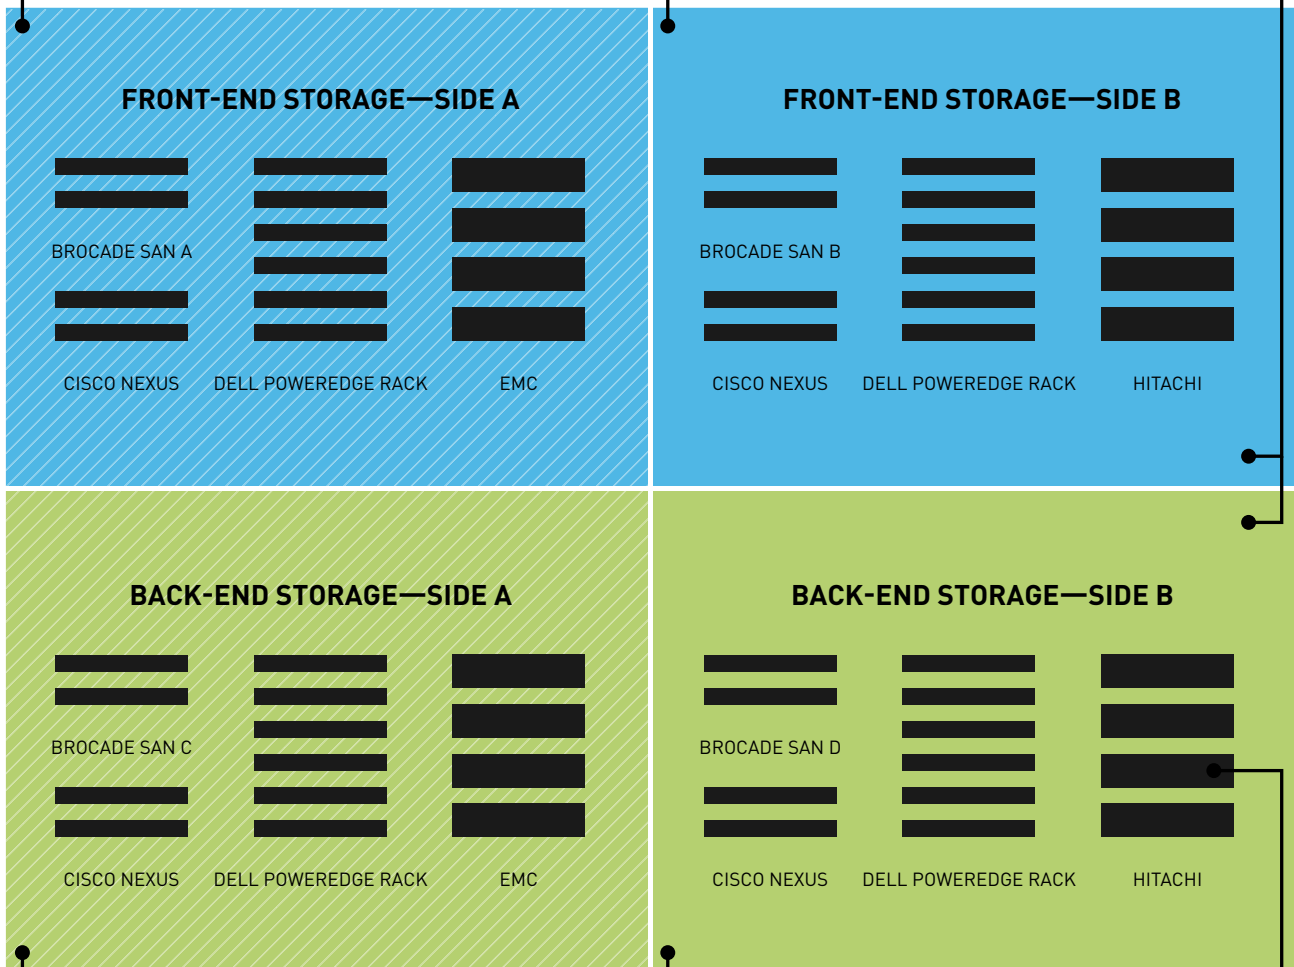 FRONT-END STORAGE—SIDE A
BROCADE SAN A
CISCO NEXUS
DELL POWEREDGE RACK
EMC
FRONT-END STORAGE—SIDE B
BROCADE SAN B
CISCO NEXUS
DELL POWEREDGE RACK
HITACHI
BACK-END STORAGE—SIDE A
BROCADE SAN C
CISCO NEXUS
DELL POWEREDGE RACK
EMC
BACK-END STORAGE—SIDE B
BROCADE SAN D
CISCO NEXUS
DELL POWEREDGE RACK
HITACHI